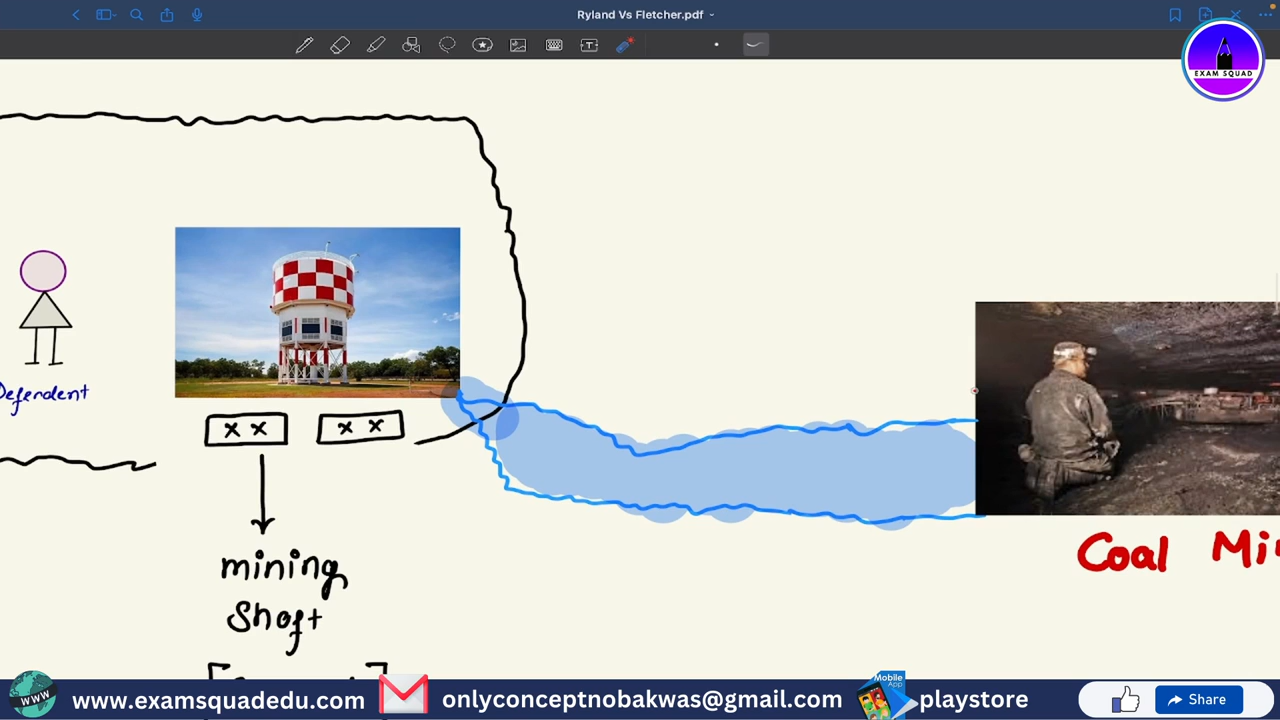 Ryland Vs Fletcher.pdf
EXAM SQUAD
Defendent
x x
x x
mining
Shaft
Coal
www.examsquadedu.com
onlyconceptnobakwas@gmail.com
Mobile
App
playstore
Share
WWW